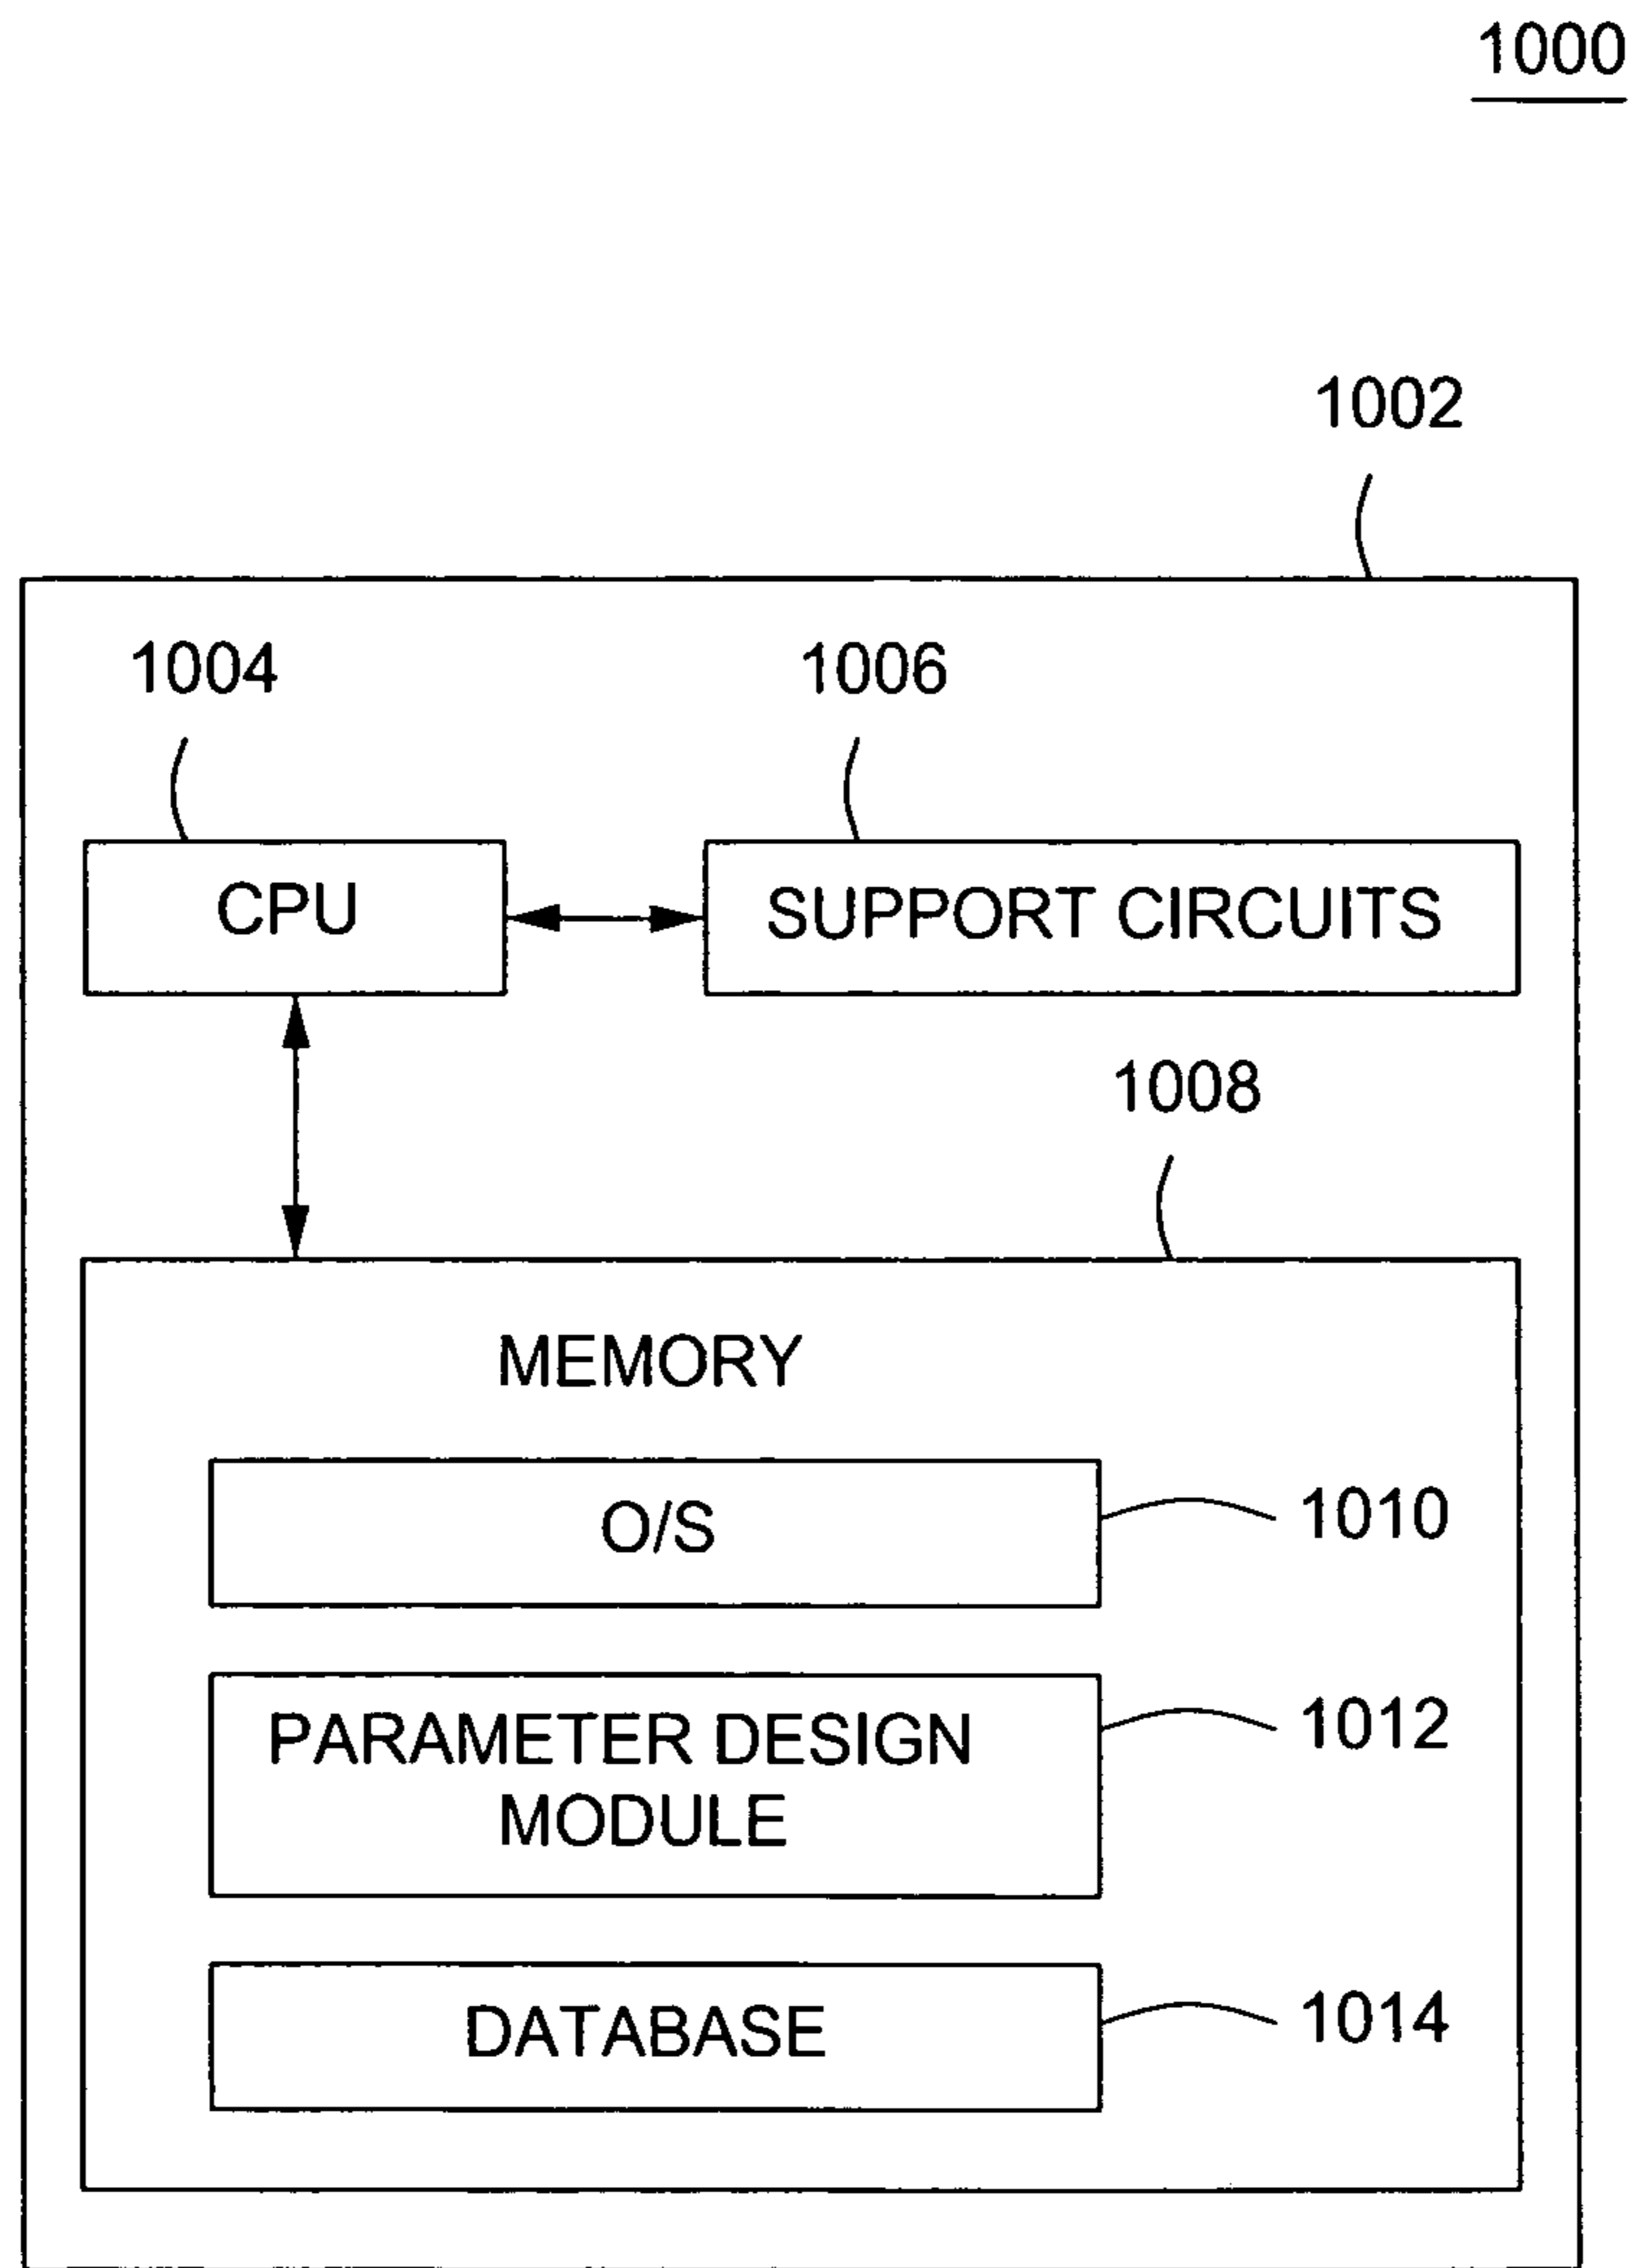 1000
1002
1004
1006
CPU
SUPPORT CIRCUITS
1008
MEMORY
O/S
1010
PARAMETER DESIGN
MODULE
1012
DATABASE
1014